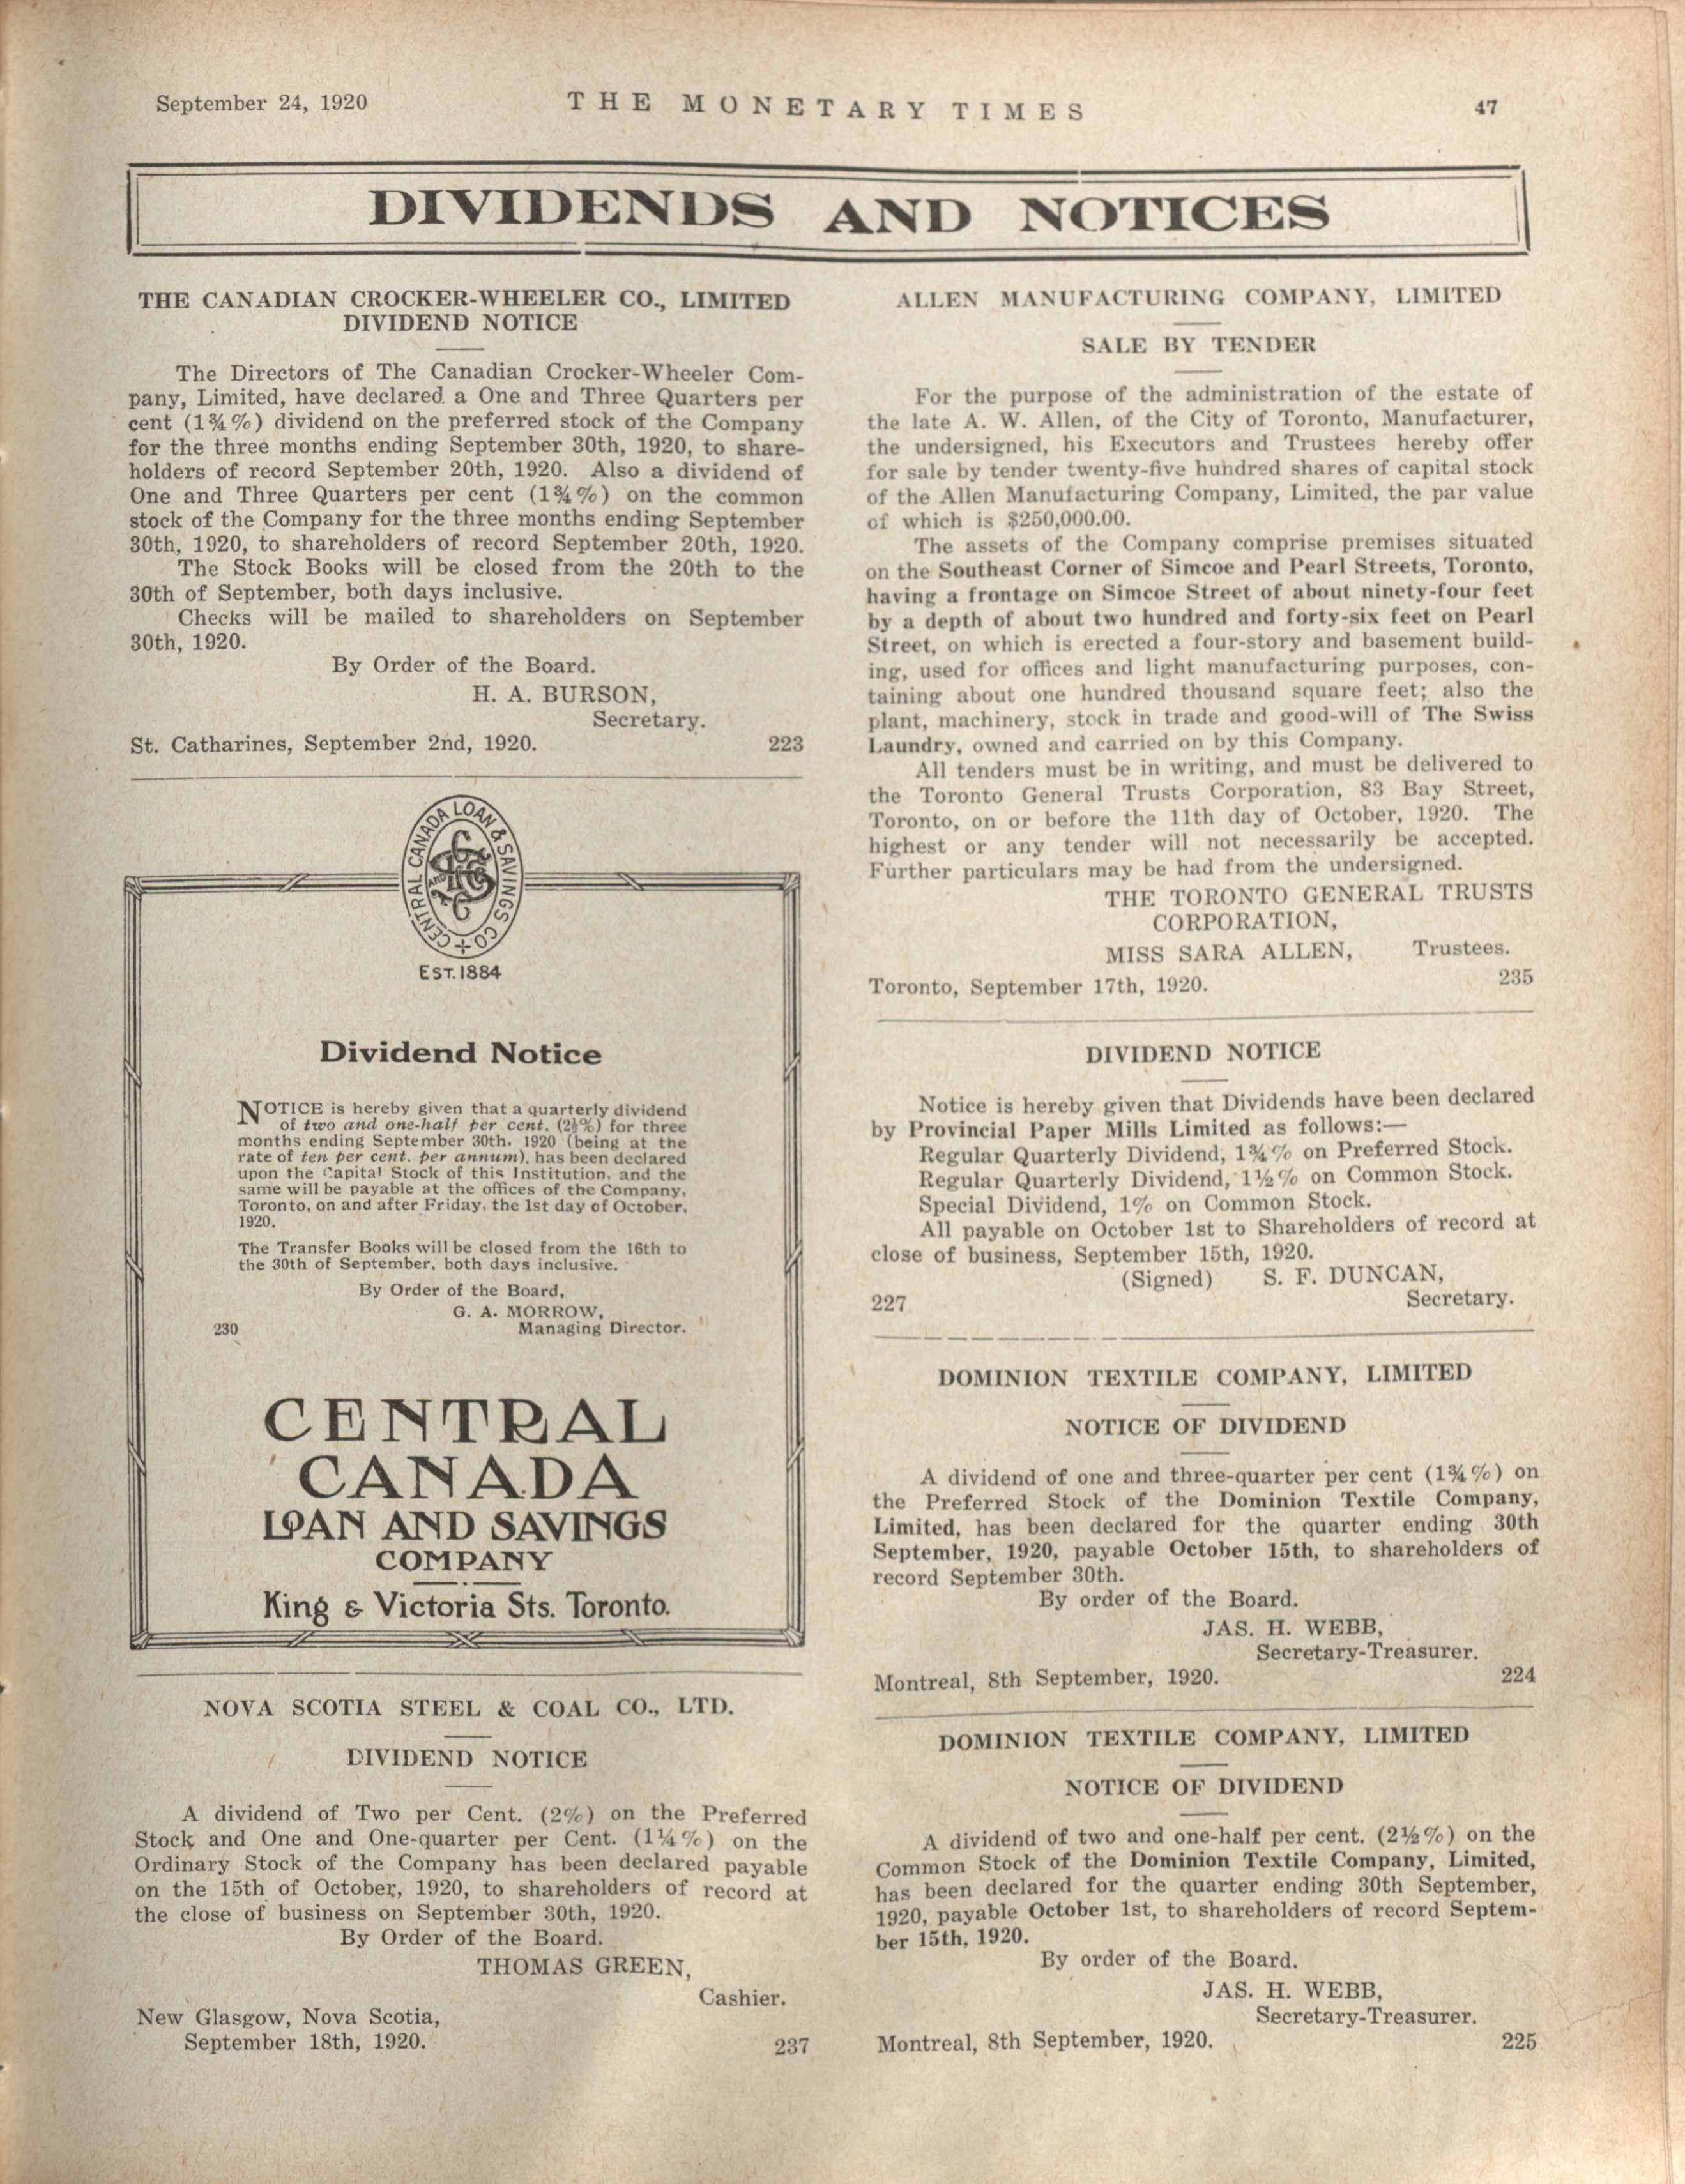 September 24, 1920
THE MONETARY TIMES
47
DIVIDENDS AND NOTICES
THE CANADIAN CROCKER-WHEELER CO., LIMITED
DIVIDEND NOTICE
The Directors of The Canadian Crocker-Wheeler Com-
pany, Limited, have declared a One and Three Quarters per
cent (1¾%) dividend on the preferred stock of the Company
for the three months ending September 30th, 1920, to share-
holders of record September 20th, 1920. Also a dividend of
One and Three Quarters per cent (1¾%) on the common
stock of the Company for the three months ending September
30th, 1920, to shareholders of record September 20th, 1920.
The Stock Books will be closed from the 20th to the
30th of September, both days inclusive.
Checks will be mailed to shareholders on September
30th, 1920.
By Order of the Board.
H. A. BURSON,
Secretary.
St. Catharines, September 2nd, 1920. 223
CENTRAL CANADA LOAN & SAVINGS CO
EST. 1884
Dividend Notice
NOTICE is hereby given that a quarterly dividend
of two and one-half per cent. (2½%) for three
months ending September 30th, 1920 (being at the
rate of ten per cent. per annum), has been declared
upon the Capital Stock of this Institution, and the
same will be payable at the offices of the Company,
Toronto, on and after Friday, the 1st day of October,
1920.
The Transfer Books will be closed from the 16th to
the 30th of September, both days inclusive.
By Order of the Board,
G. A. MORROW,
230 Managing Director.
CENTRAL
CANADA
LOAN AND SAVINGS
COMPANY
King & Victoria Sts. Toronto.
NOVA SCOTIA STEEL & COAL CO., LTD.
DIVIDEND NOTICE
A dividend of Two per Cent. (2%) on the Preferred
Stock and One and One-quarter per Cent. (1¼%) on the
Ordinary Stock of the Company has been declared payable
on the 15th of October, 1920, to shareholders of record at
the close of business on September 30th, 1920.
By Order of the Board.
THOMAS GREEN,
Cashier.
New Glasgow, Nova Scotia,
September 18th, 1920. 237
ALLEN MANUFACTURING COMPANY, LIMITED
SALE BY TENDER
For the purpose of the administration of the estate of
the late A. W. Allen, of the City of Toronto, Manufacturer,
the undersigned, his Executors and Trustees hereby offer
for sale by tender twenty-five hundred shares of capital stock
of the Allen Manufacturing Company, Limited, the par value
of which is $250,000.00.
The assets of the Company comprise premises situated
on the Southeast Corner of Simcoe and Pearl Streets, Toronto,
having a frontage on Simcoe Street of about ninety-four feet
by a depth of about two hundred and forty-six feet on Pearl
Street, on which is erected a four-story and basement build-
ing, used for offices and light manufacturing purposes, con-
taining about one hundred thousand square feet; also the
plant, machinery, stock in trade and good-will of The Swiss
Laundry, owned and carried on by this Company.
All tenders must be in writing, and must be delivered to
the Toronto General Trusts Corporation, 83 Bay Street,
Toronto, on or before the 11th day of October, 1920. The
highest or any tender will not necessarily be accepted.
Further particulars may be had from the undersigned.
THE TORONTO GENERAL TRUSTS
CORPORATION,
MISS SARA ALLEN, Trustees.
Toronto, September 17th, 1920. 235
DIVIDEND NOTICE
Notice is hereby given that Dividends have been declared
by Provincial Paper Mills Limited as follows:—
Regular Quarterly Dividend, 1¾% on Preferred Stock.
Regular Quarterly Dividend, 1½% on Common Stock.
Special Dividend, 1% on Common Stock.
All payable on October 1st to Shareholders of record at
close of business, September 15th, 1920.
(Signed) S. F. DUNCAN,
227 Secretary.
DOMINION TEXTILE COMPANY, LIMITED
NOTICE OF DIVIDEND
A dividend of one and three-quarter per cent (1¾%) on
the Preferred Stock of the Dominion Textile Company,
Limited, has been declared for the quarter ending 30th
September, 1920, payable October 15th, to shareholders of
record September 30th.
By order of the Board.
JAS. H. WEBB,
Secretary-Treasurer.
Montreal, 8th September, 1920. 224
DOMINION TEXTILE COMPANY, LIMITED
NOTICE OF DIVIDEND
A dividend of two and one-half per cent. (2½%) on the
Common Stock of the Dominion Textile Company, Limited,
has been declared for the quarter ending 30th September,
1920, payable October 1st, to shareholders of record Septem-
ber 15th, 1920.
By order of the Board.
JAS. H. WEBB,
Secretary-Treasurer.
Montreal, 8th September, 1920. 225